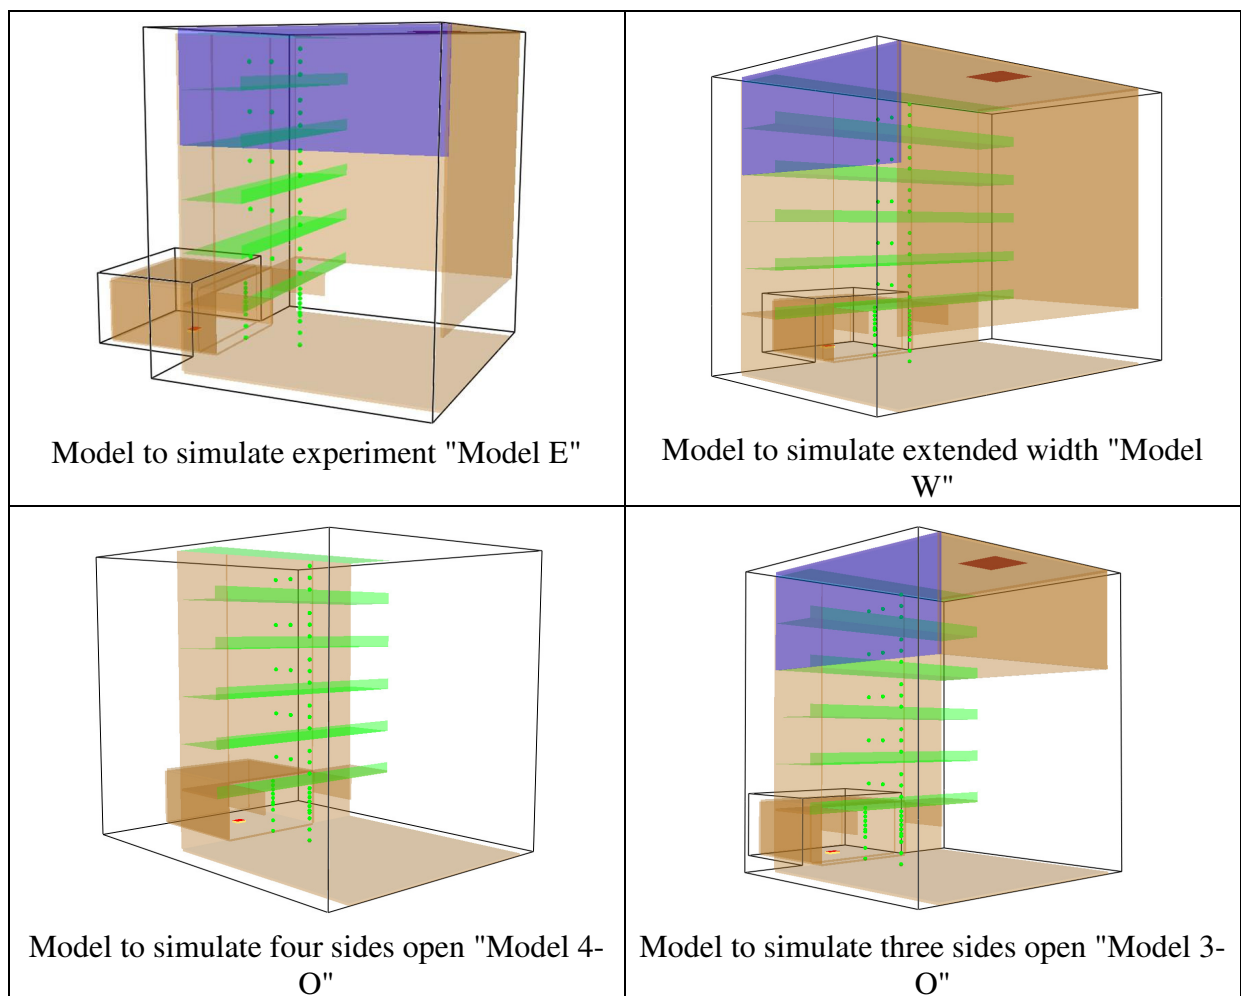 Model to simulate experiment "Model E"
Model to simulate extended width "Model
W"
Model to simulate four sides open "Model 4-
O"
Model to simulate three sides open "Model 3-
O"